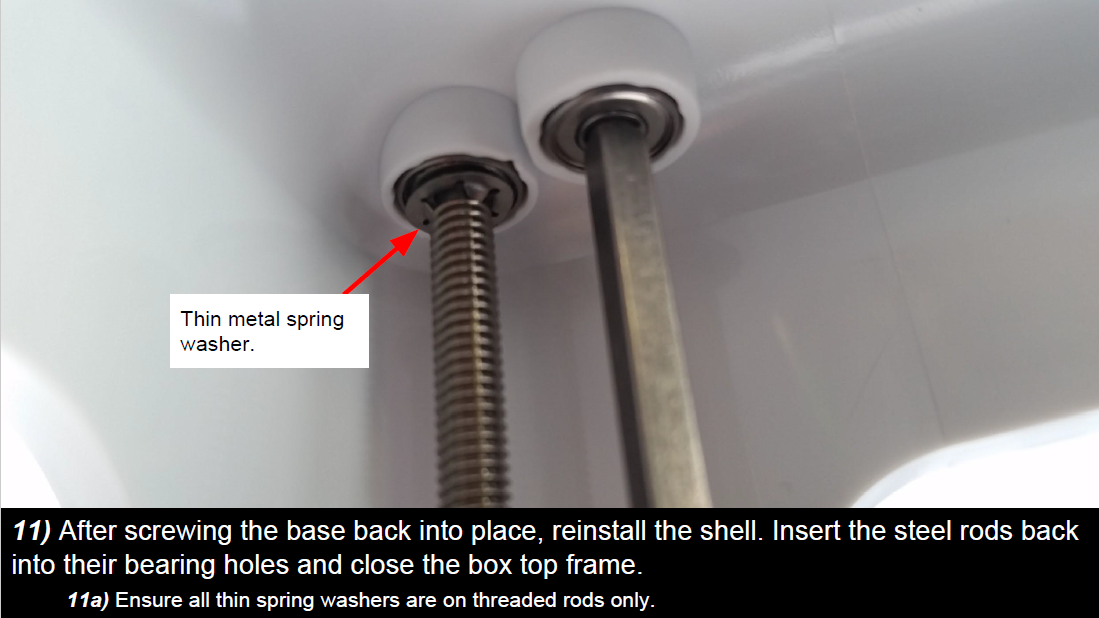 Thin metal spring
washer.
11) After screwing the base back into place, reinstall the shell. Insert the steel rods back
into their bearing holes and close the box top frame.
11a) Ensure all thin spring washers are on threaded rods only.